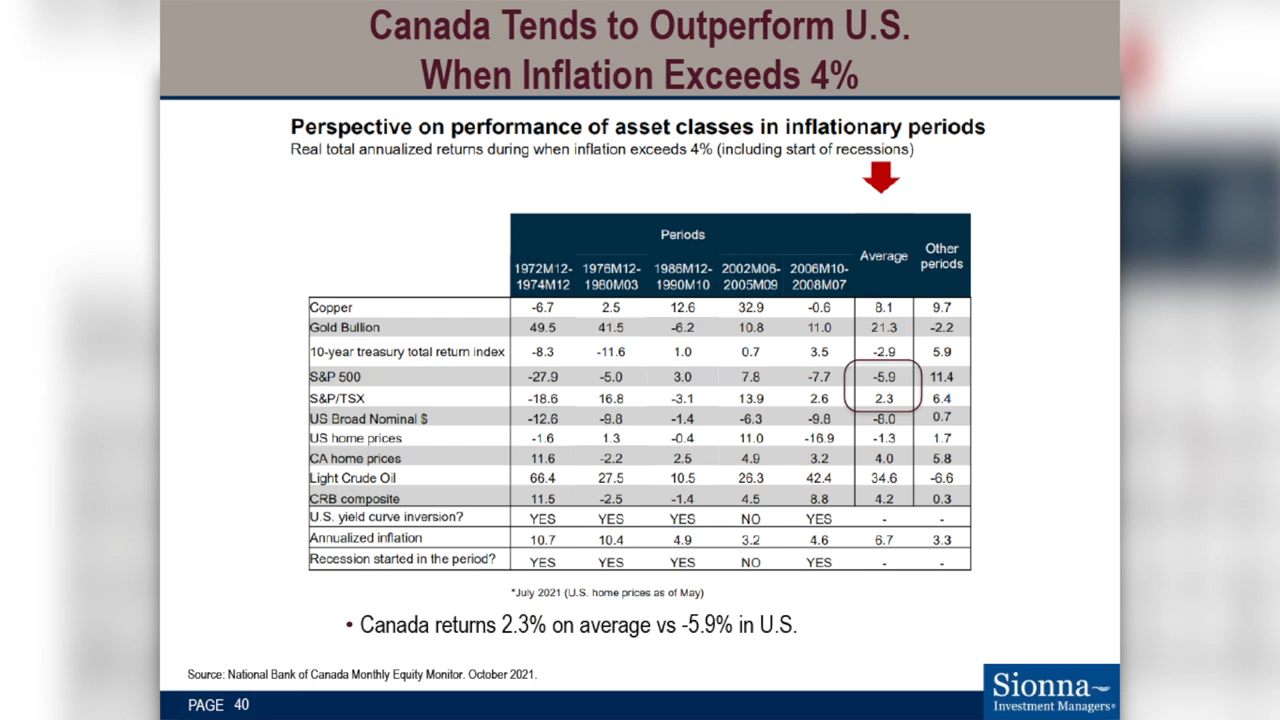 Canada Tends to Outperform U.S.
When Inflation Exceeds 4%
Perspective on performance of asset classes in inflationary periods
Real total annualized returns during when inflation exceeds 4% (including start of recessions)
Periods
Average
Other
periods
1972M12- 1976M12- 1986M12- 2002M06- 2006M10-
1974M12 1980M03 1990M10 2005M09 2008M07
Copper -6.7 2.5 12.6 32.9 -0.6 8.1 9.7
Gold Bullion 49.5 41.5 -6.2 10.8 11.0 21.3 -2.2
10-year treasury total return index -8.3 -11.6 1.0 0.7 3.5 -2.9 5.9
S&P 500 -27.9 -5.0 3.0 7.8 -7.7 -5.9 11.4
S&P/TSX -18.6 16.8 -3.1 13.9 2.6 2.3 6.4
US Broad Nominal $ -12.6 -9.8 -1.4 -6.3 -9.8 -8.0 0.7
US home prices -1.6 1.3 -0.4 11.0 -16.9 -1.3 1.7
CA home prices 11.6 -2.2 2.5 4.9 3.2 4.0 5.8
Light Crude Oil 66.4 27.5 10.5 26.3 42.4 34.6 -6.6
CRB composite 11.5 -2.5 -1.4 4.5 8.8 4.2 0.3
U.S. yield curve inversion? YES YES YES NO YES - -
Annualized inflation 10.7 10.4 4.9 3.2 4.6 6.7 3.3
Recession started in the period? YES YES YES NO YES - -
*July 2021 (U.S. home prices as of May)
• Canada returns 2.3% on average vs -5.9% in U.S.
Source: National Bank of Canada Monthly Equity Monitor. October 2021.
PAGE 40
Sionna
Investment Managers®